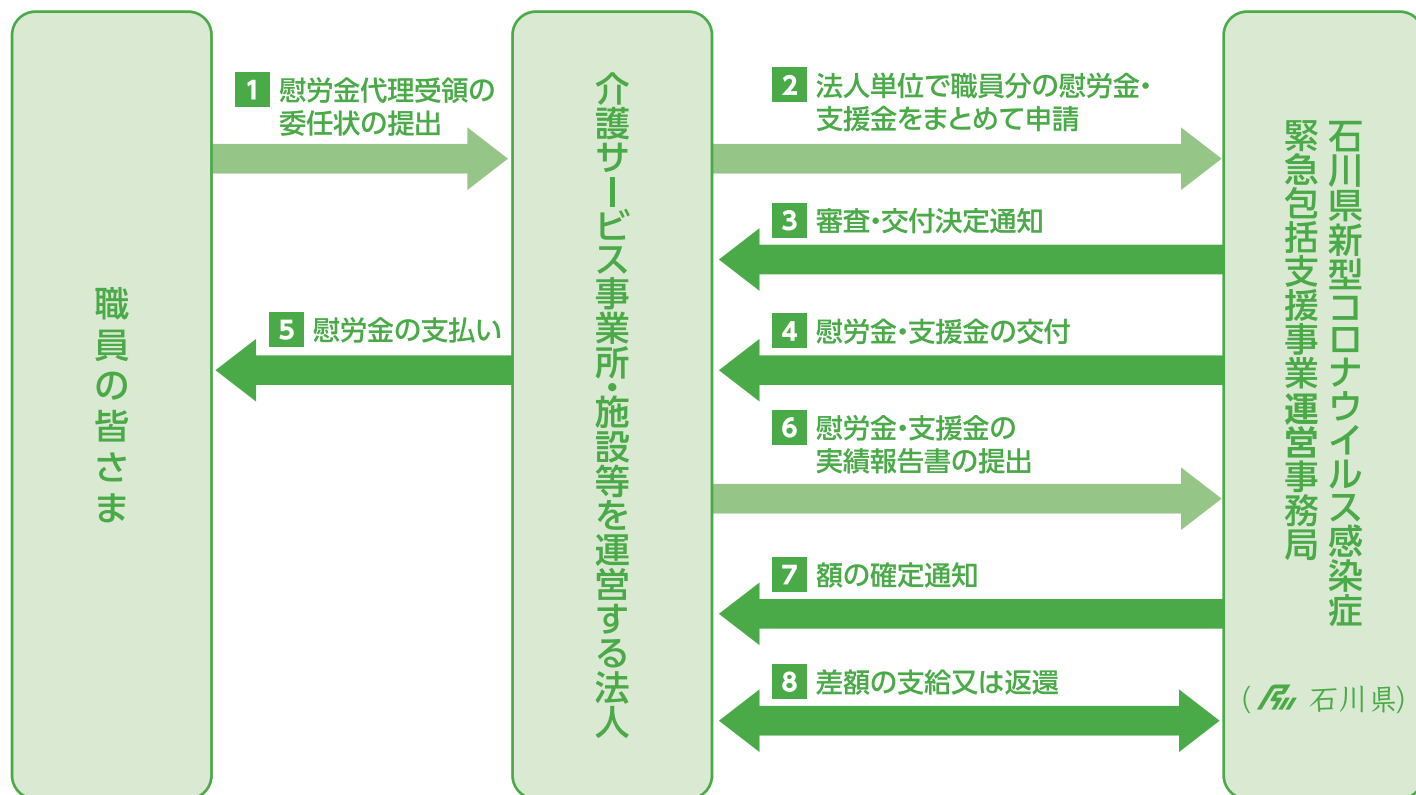 職員の皆さま
1 慰労金代理受領の
委任状の提出
介護サービス事業所・施設等を運営する法人
2 法人単位で職員分の慰労金・
支援金をまとめて申請
3 審査・交付決定通知
4 慰労金・支援金の交付
5 慰労金の支払い
6 慰労金・支援金の
実績報告書の提出
7 額の確定通知
8 差額の支給又は返還
石川県新型コロナウイルス感染症
緊急包括支援事業運営事務局
(石川県)